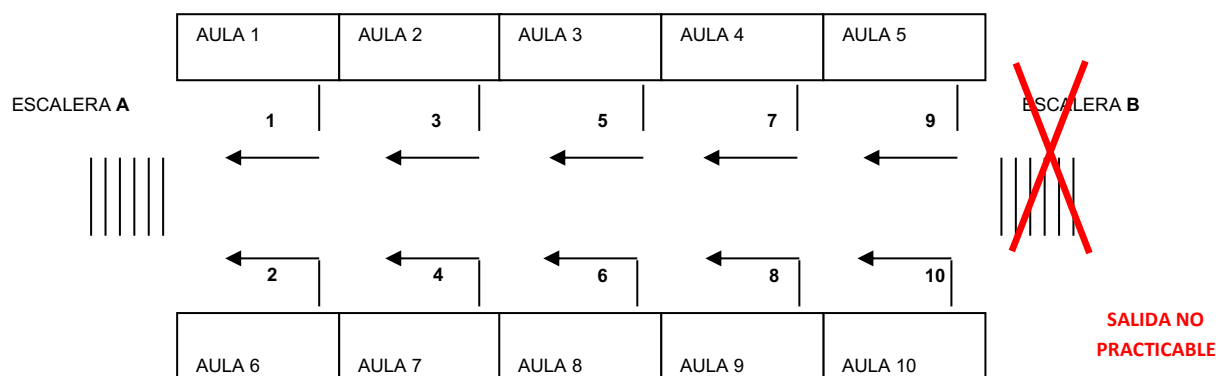 AULA 1 AULA 2 AULA 3 AULA 4 AULA 5
ESCALERA A ESCALERA B
1 3 5 7 9
2 4 6 8 10
SALIDA NO
PRACTICABLE
AULA 6 AULA 7 AULA 8 AULA 9 AULA 10